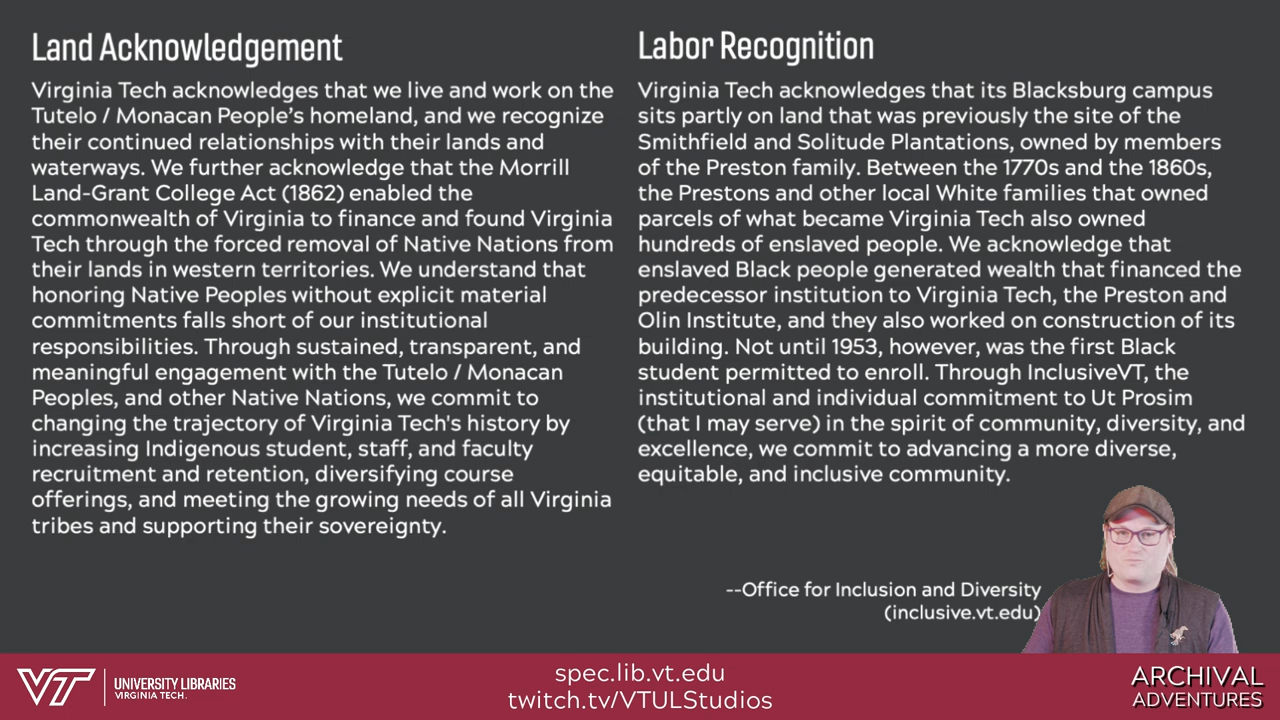 Land Acknowledgement
Virginia Tech acknowledges that we live and work on the
Tutelo / Monacan People's homeland, and we recognize
their continued relationships with their lands and
waterways. We further acknowledge that the Morrill
Land-Grant College Act (1862) enabled the
commonwealth of Virginia to finance and found Virginia
Tech through the forced removal of Native Nations from
their lands in western territories. We understand that
honoring Native Peoples without explicit material
commitments falls short of our institutional
responsibilities. Through sustained, transparent, and
meaningful engagement with the Tutelo / Monacan
Peoples, and other Native Nations, we commit to
changing the trajectory of Virginia Tech's history by
increasing Indigenous student, staff, and faculty
recruitment and retention, diversifying course
offerings, and meeting the growing needs of all Virginia
tribes and supporting their sovereignty.
Labor Recognition
Virginia Tech acknowledges that its Blacksburg campus
sits partly on land that was previously the site of the
Smithfield and Solitude Plantations, owned by members
of the Preston family. Between the 1770s and the 1860s,
the Prestons and other local White families that owned
parcels of what became Virginia Tech also owned
hundreds of enslaved people. We acknowledge that
enslaved Black people generated wealth that financed the
predecessor institution to Virginia Tech, the Preston and
Olin Institute, and they also worked on construction of its
building. Not until 1953, however, was the first Black
student permitted to enroll. Through InclusiveVT, the
institutional and individual commitment to Ut Prosim
(that I may serve) in the spirit of community, diversity, and
excellence, we commit to advancing a more diverse,
equitable, and inclusive community.
--Office for Inclusion and Diversity
(inclusive.vt.edu)
VT
UNIVERSITY LIBRARIES
VIRGINIA TECH.
spec.lib.vt.edu
twitch.tv/VTULStudios
ARCHIVAL
ADVENTURES